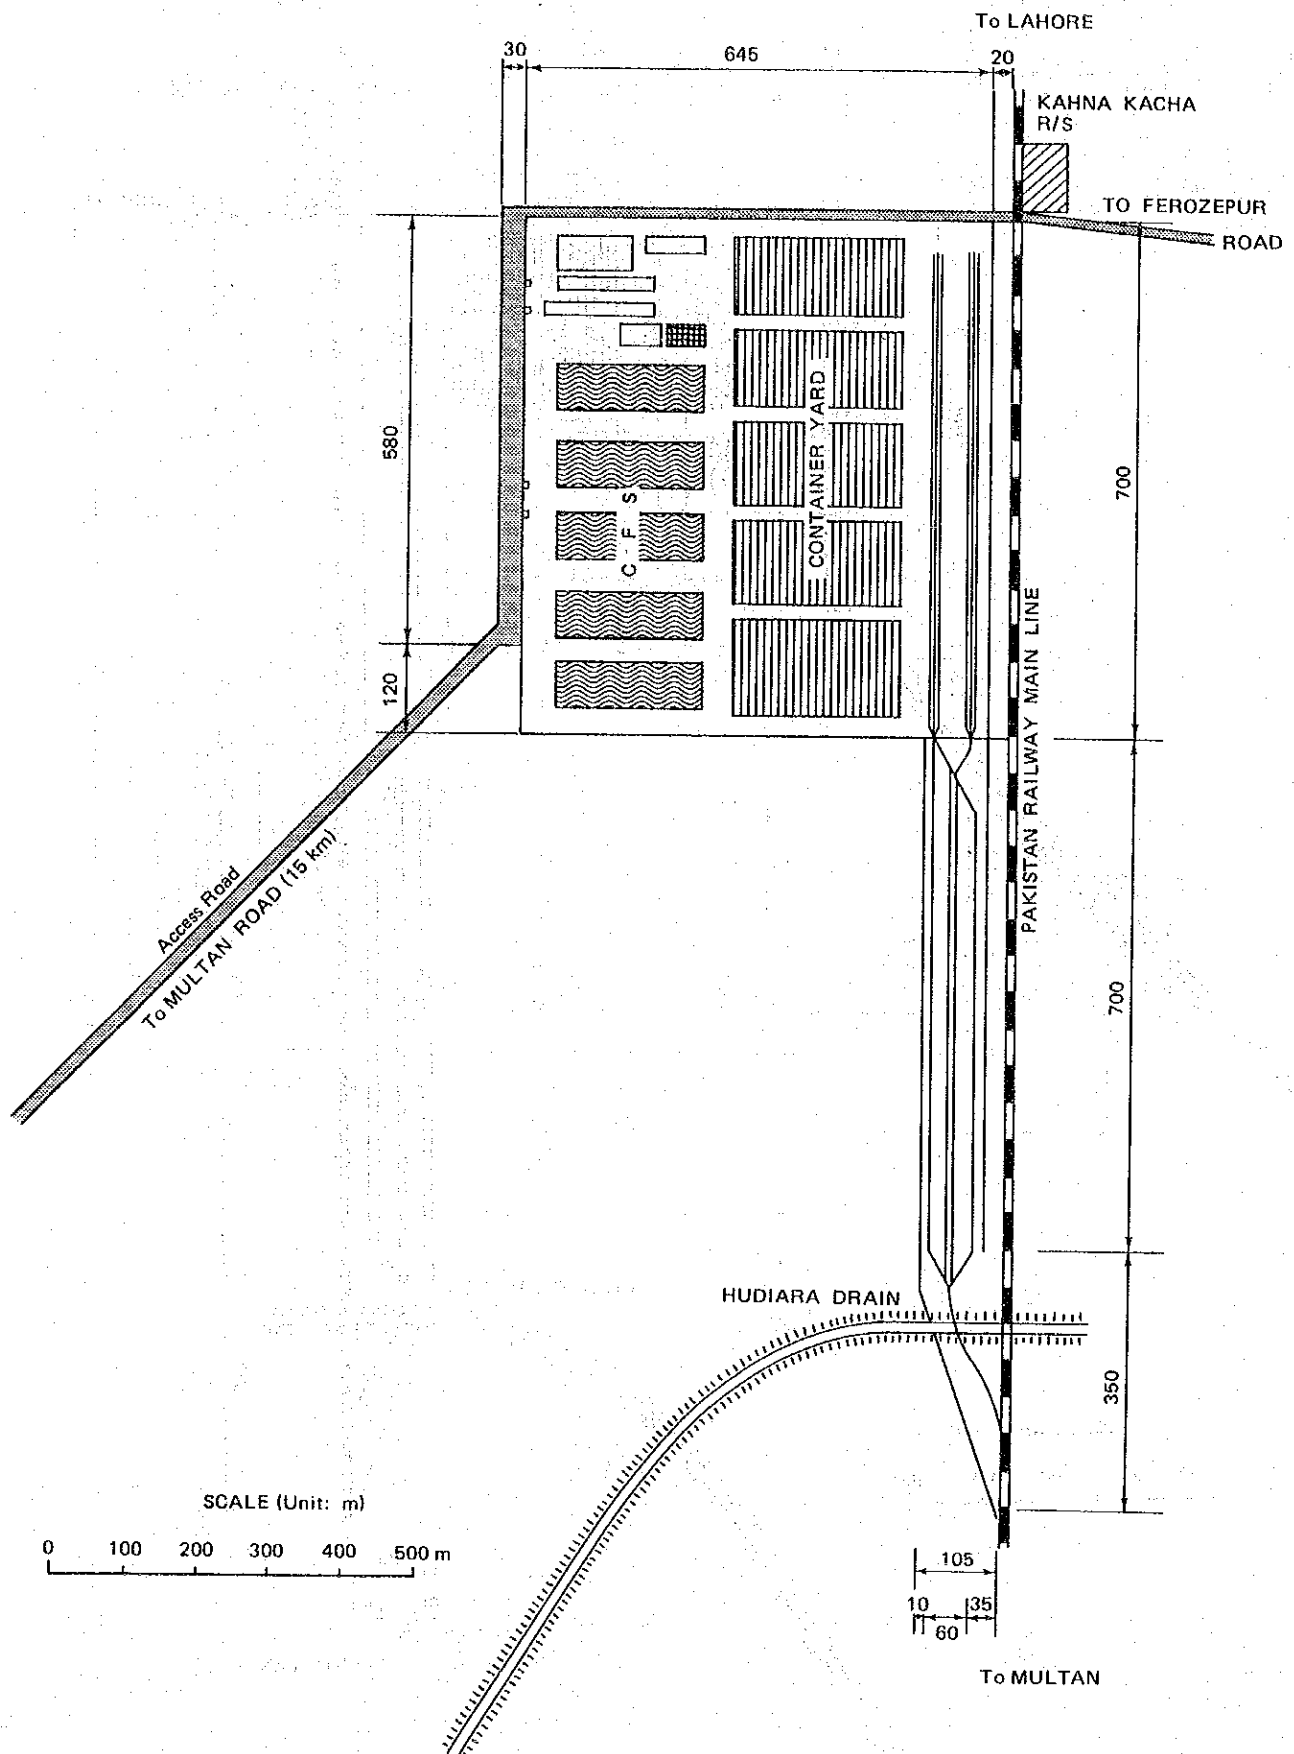 To LAHORE
30
645
20
KAHNA KACHA
R/S
TO FEROZEPUR
ROAD
580
C F S
CONTAINER YARD
700
120
PAKISTAN RAILWAY MAIN LINE
Access Road
To MULTAN ROAD (15 km)
700
HUDIARA DRAIN
350
SCALE (Unit: m)
0 100 200 300 400 500 m
105
10
35
60
To MULTAN